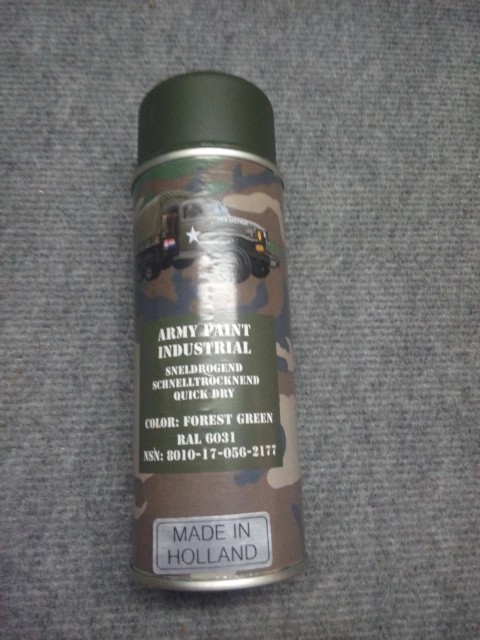 ARMY PAINT
INDUSTRIAL
SNELDROGEND
SCHNELLTROCKNEND
QUICK DRY
COLOR: FOREST GREEN
RAL 6031
NSN: 8010-17-056-2177
MADE IN
HOLLAND